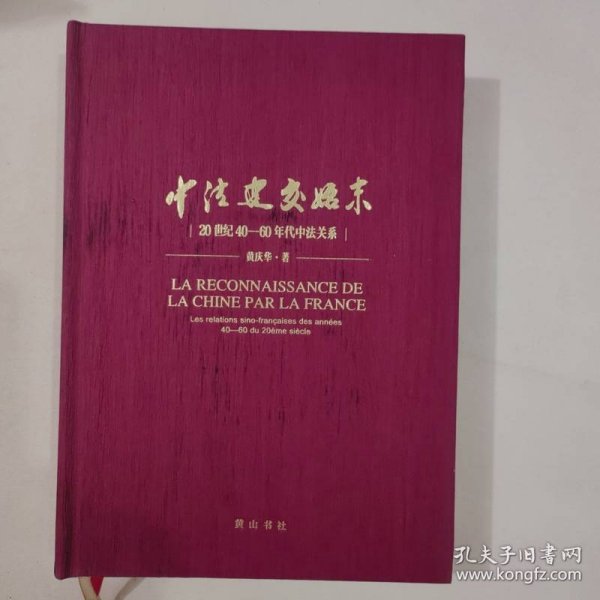 中法建交始末
| 20世纪40—60年代中法关系 |
黄庆华·著
LA RECONNAISSANCE DE
LA CHINE PAR LA FRANCE
Les relations sino-françaises des années
40—60 du 20ème siècle
黄山书社
孔夫子旧书网
www.kongfz.com